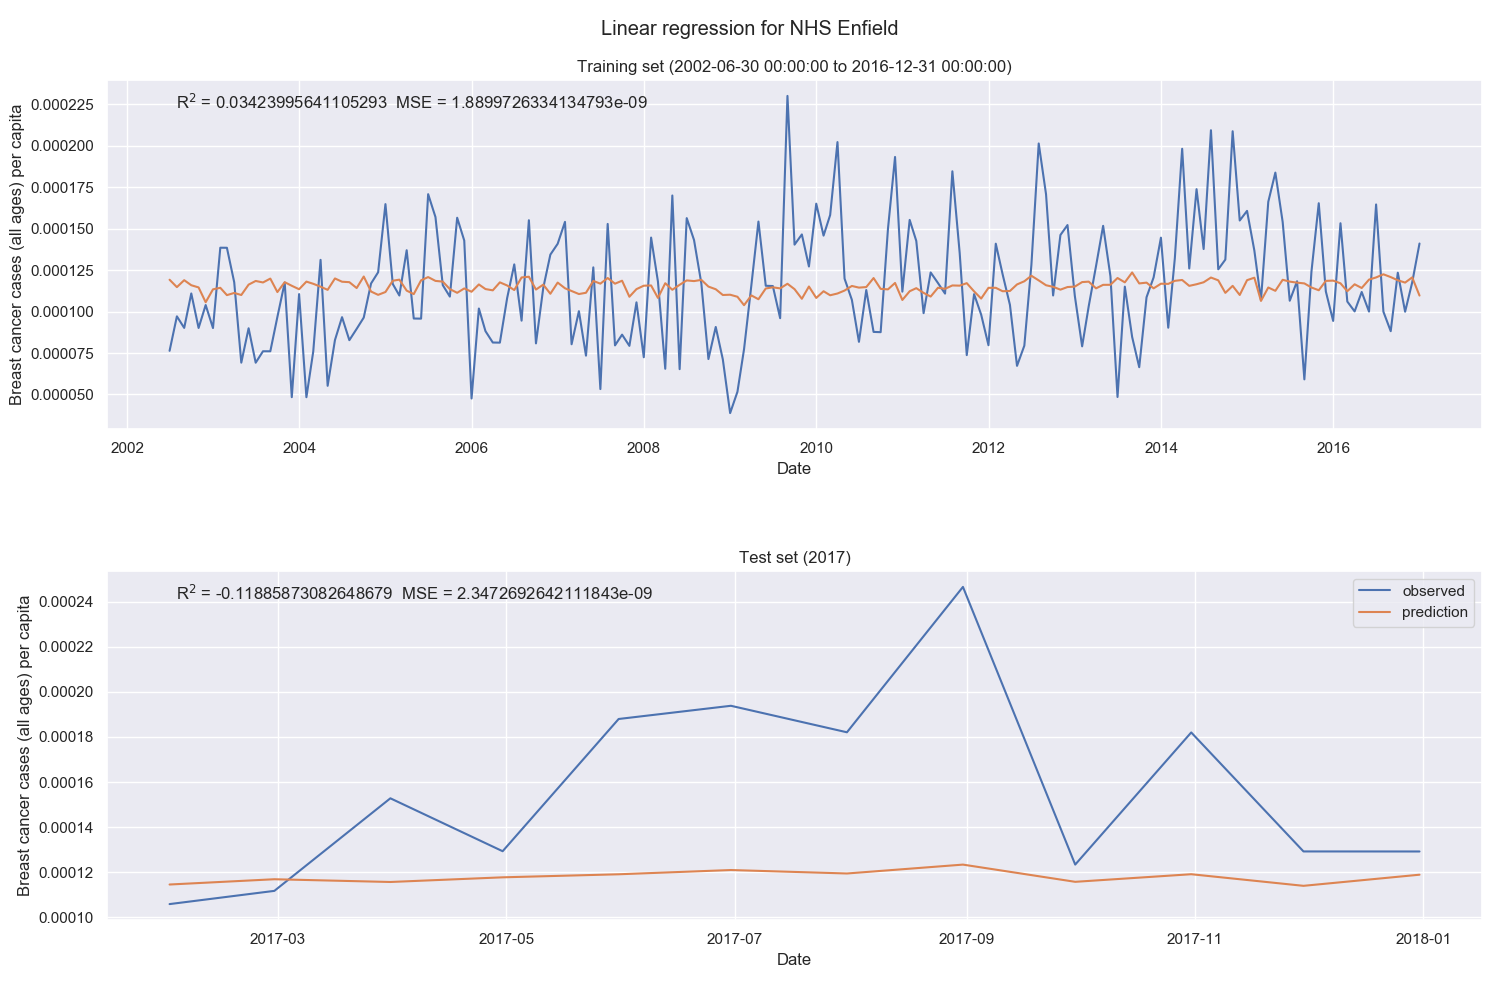 Linear regression for NHS Enfield
Training set (2002-06-30 00:00:00 to 2016-12-31 00:00:00)
R² = 0.03423995641105293 MSE = 1.8899726334134793e-09
Breast cancer cases (all ages) per capita
0.000225
0.000200
0.000175
0.000150
0.000125
0.000100
0.000075
0.000050
2002 2004 2006 2008 2010 2012 2014 2016
Date
Test set (2017)
R² = -0.11885873082648679 MSE = 2.3472692642111843e-09
observed
prediction
Breast cancer cases (all ages) per capita
0.00024
0.00022
0.00020
0.00018
0.00016
0.00014
0.00012
0.00010
2017-03 2017-05 2017-07 2017-09 2017-11 2018-01
Date